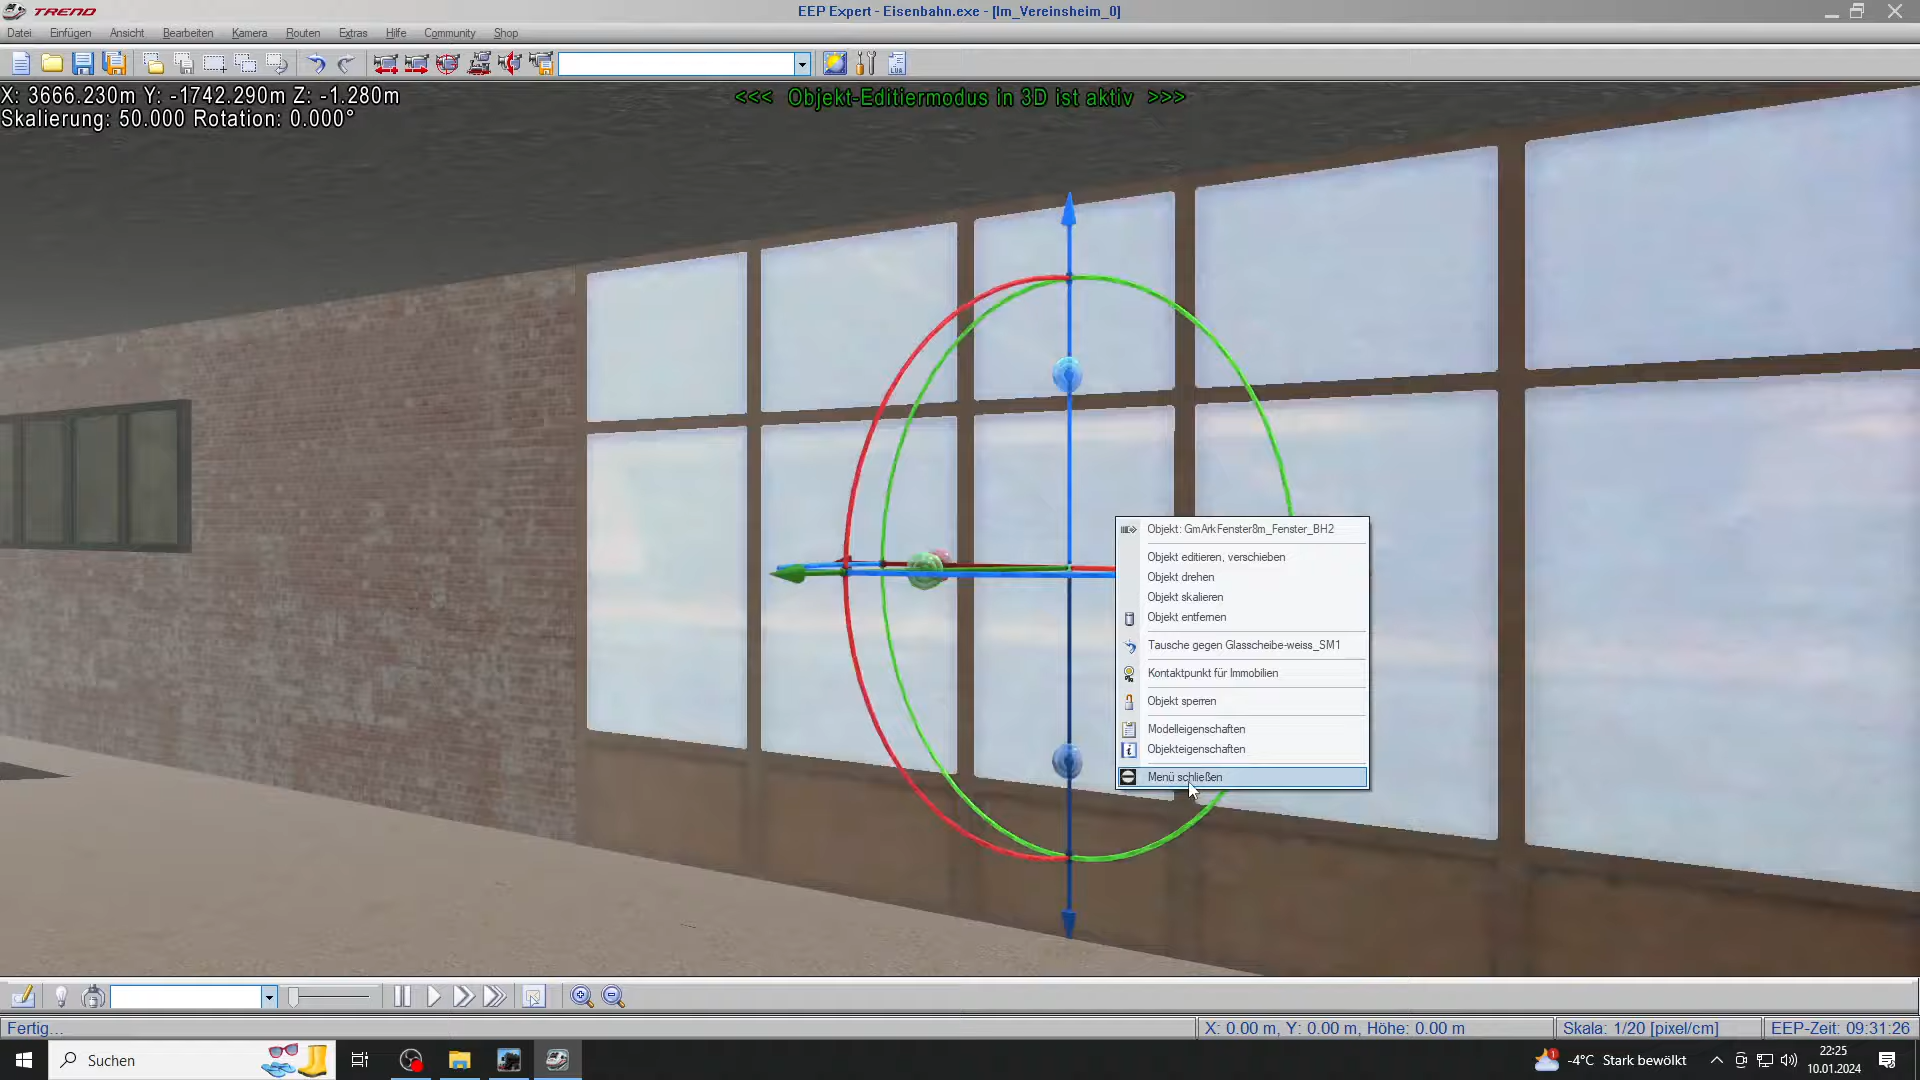 TREND
EEP Expert - Eisenbahn.exe - [Im_Vereinsheim_0]
Datei Einfügen Ansicht Bearbeiten Kamera Routen Extras Hilfe Community Shop
LUA
X: 3666.230m Y: -1742.290m Z: -1.280m
<<< Objekt-Editiermodus in 3D ist aktiv >>>
Skalierung: 50.000 Rotation: 0.000°
Objekt: GmArkFenster8m_Fenster_BH2
Objekt editieren, verschieben
Objekt drehen
Objekt skalieren
Objekt entfernen
Tausche gegen Glasscheibe-weiss_SM1
Kontaktpunkt für Immobilien
Objekt sperren
Modelleigenschaften
Objekteigenschaften
Menü schließen
Fertig...
X: 0.00 m, Y: 0.00 m, Höhe: 0.00 m
Skala: 1/20 [pixel/cm]
EEP-Zeit: 09:31:26
Suchen
1
-4°C Stark bewölkt
22:25
10.01.2024